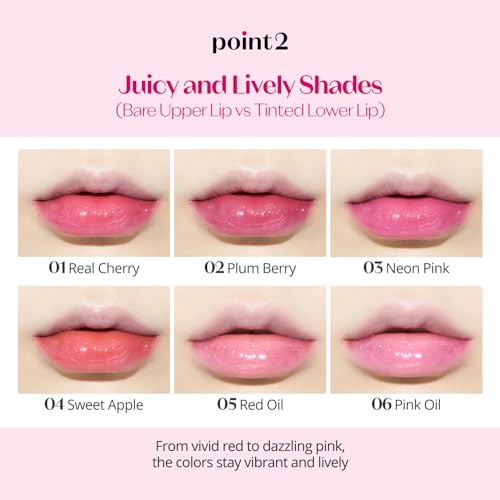 point2
Juicy and Lively Shades
(Bare Upper Lip vs Tinted Lower Lip)
01 Real Cherry
02 Plum Berry
03 Neon Pink
04 Sweet Apple
05 Red Oil
06 Pink Oil
From vivid red to dazzling pink,
the colors stay vibrant and lively